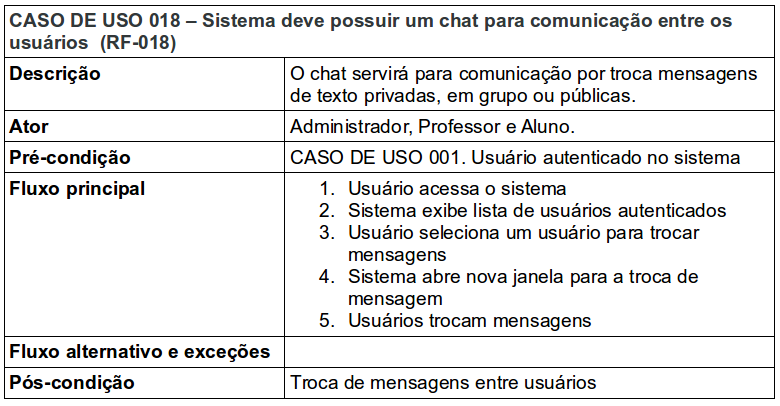 CASO DE USO 018 – Sistema deve possuir um chat para comunicação entre os
usuários (RF-018)
Descrição
O chat servirá para comunicação por troca mensagens
de texto privadas, em grupo ou públicas.
Ator
Administrador, Professor e Aluno.
Pré-condição
CASO DE USO 001. Usuário autenticado no sistema
Fluxo principal
1. Usuário acessa o sistema
2. Sistema exibe lista de usuários autenticados
3. Usuário seleciona um usuário para trocar
mensagens
4. Sistema abre nova janela para a troca de
mensagem
5. Usuários trocam mensagens
Fluxo alternativo e exceções
Pós-condição
Troca de mensagens entre usuários